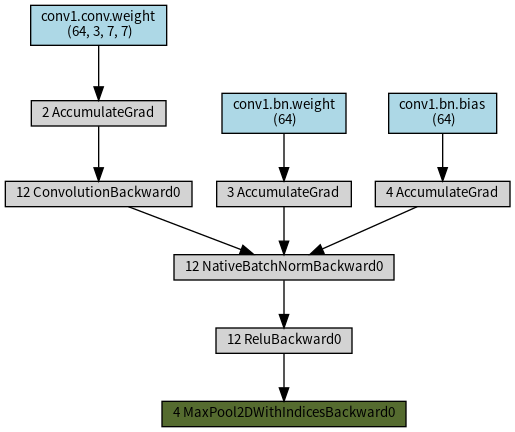 conv1.conv.weight
(64, 3, 7, 7)
2 AccumulateGrad
conv1.bn.weight
(64)
conv1.bn.bias
(64)
12 ConvolutionBackward0
3 AccumulateGrad
4 AccumulateGrad
12 NativeBatchNormBackward0
12 ReluBackward0
4 MaxPool2DWithIndicesBackward0